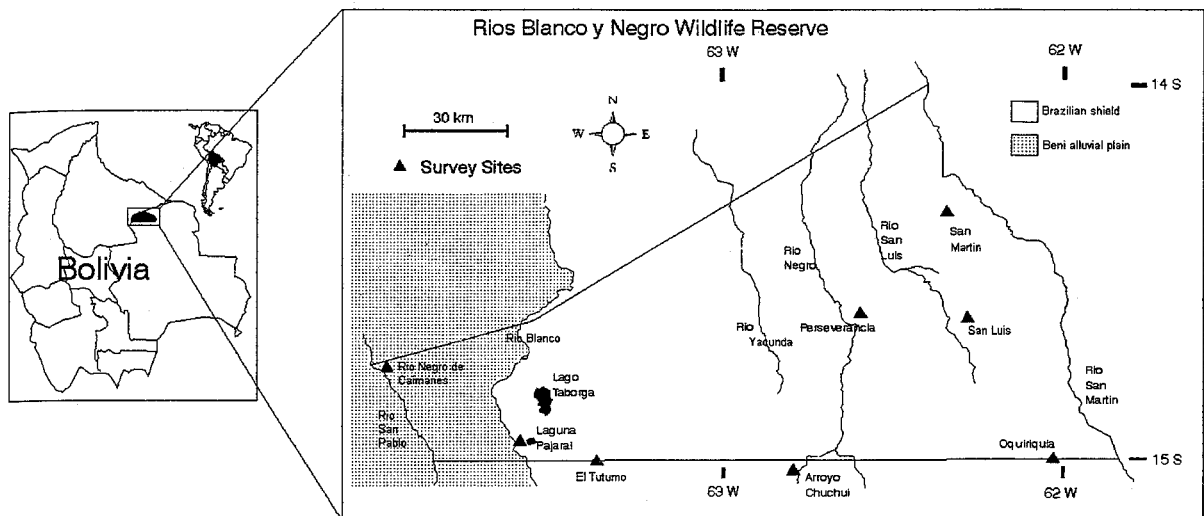 Rios Blanco y Negro Wildlife Reserve
63 W
62 W
14 S
30 km
N
W
E
S
Survey Sites
Brazilian shield
Beni alluvial plain
Bolivia
San
Martin
Rio
San
Luis
Rio
Negro
Rio
Yacunda
Perseverancia
San Luis
Rio Blanco
Rio Negro de
Caimanes
Lago
Taborga
Rio
San
Martin
Rio
San
Pablo
Laguna
Pajaral
El Tutumo
Arroyo
Chuchui
Oquiriquia
15 S
63 W
62 W